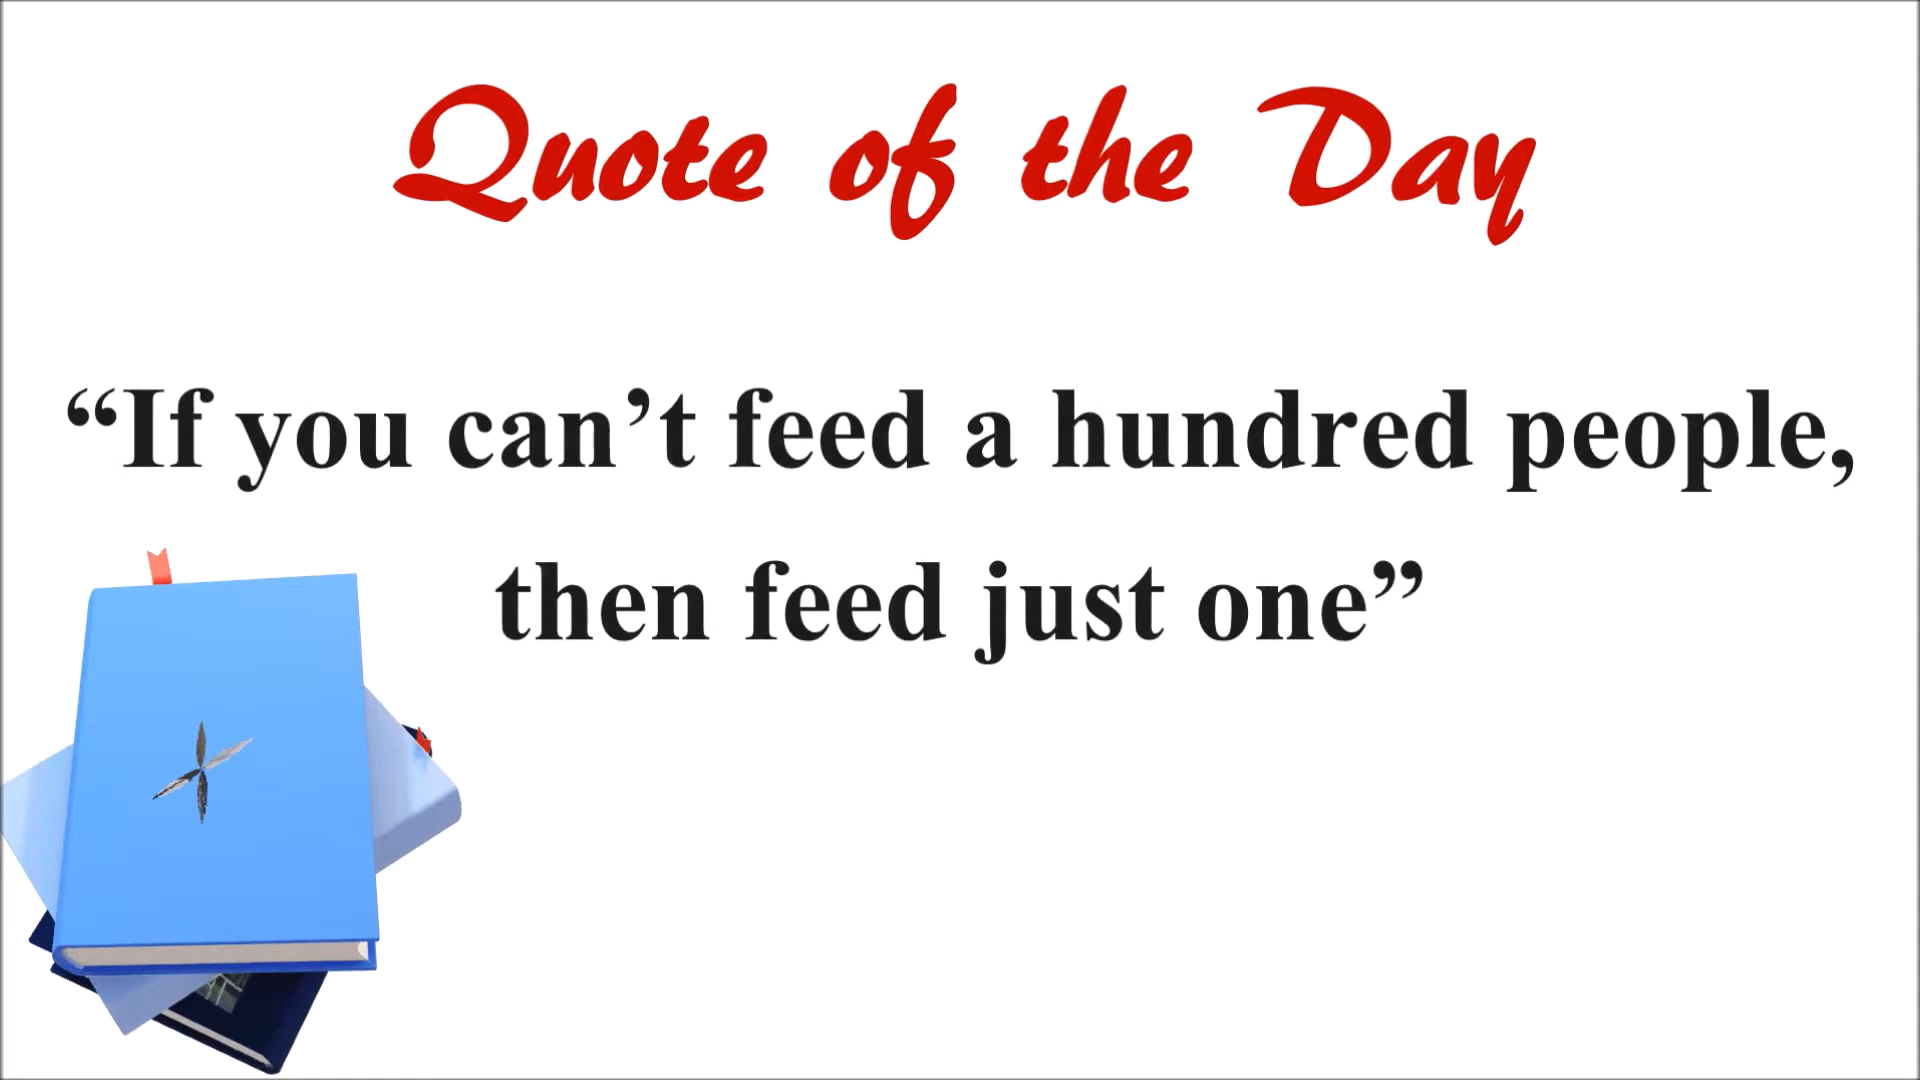 Quote of the Day
“If you can’t feed a hundred people,
then feed just one”